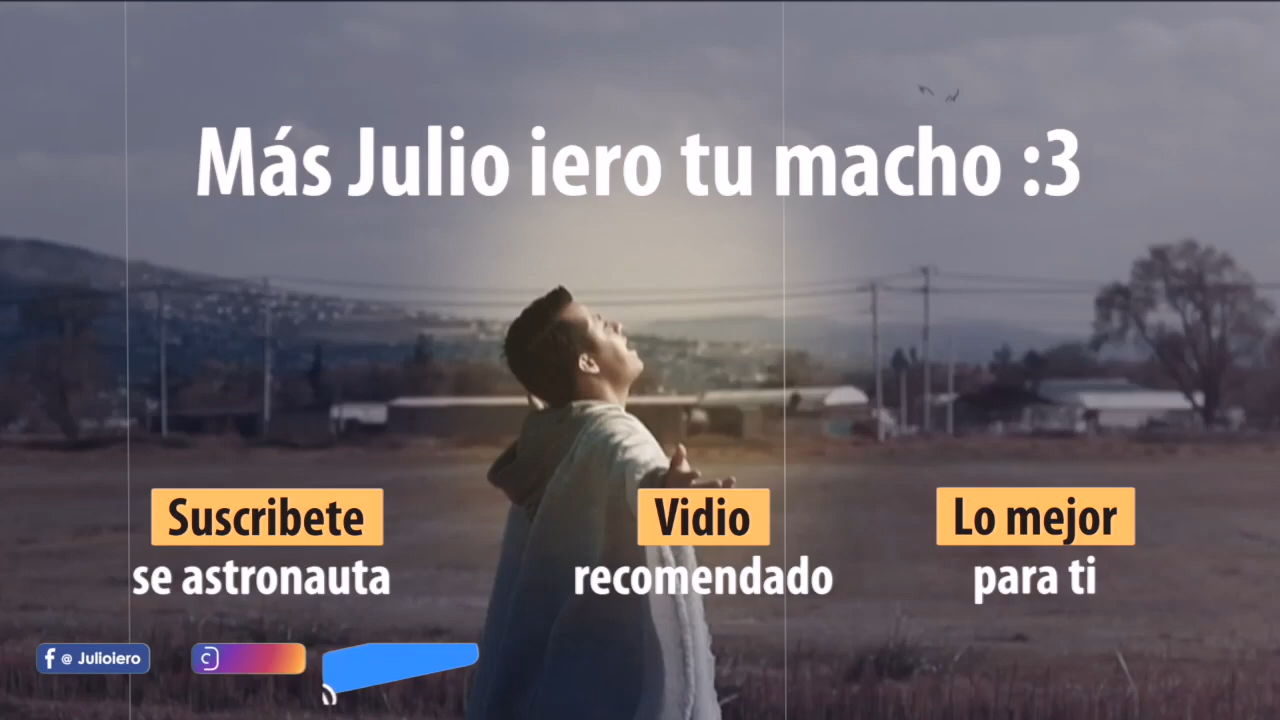 Más Julio iero tu macho :3
Suscribete
se astronauta
Vidio
recomendado
Lo mejor
para ti
@ Julioiero